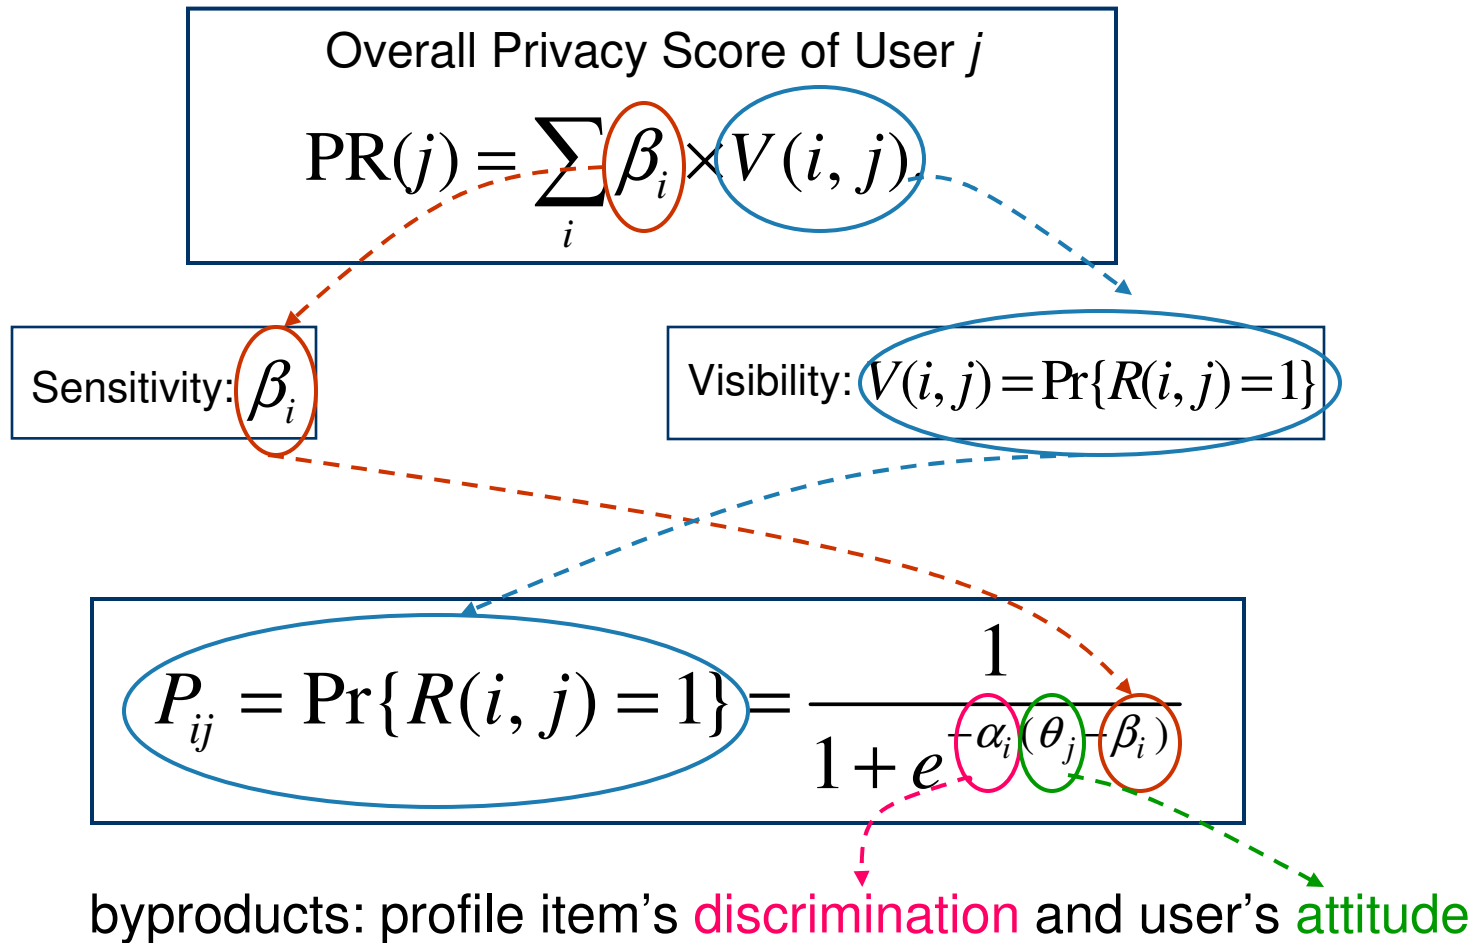 Overall Privacy Score of User j
PR(j) = ∑_i β_i × V(i, j).
Sensitivity: β_i
Visibility: V(i, j) = Pr{R(i, j) = 1}
P_ij = Pr{R(i, j) = 1} = 1 / (1 + e^{-α_i(θ_j - β_i)})
byproducts: profile item’s discrimination and user’s attitude